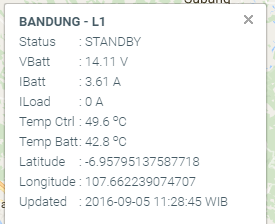 Subang
BANDUNG - L1 ×
Status : STANDBY
VBatt : 14.11 V
IBatt : 3.61 A
ILoad : 0 A
Temp Ctrl : 49.6 °C
Temp Batt : 42.8 °C
Latitude : -6.95795137587718
Longitude : 107.662239074707
Updated : 2016-09-05 11:28:45 WIB